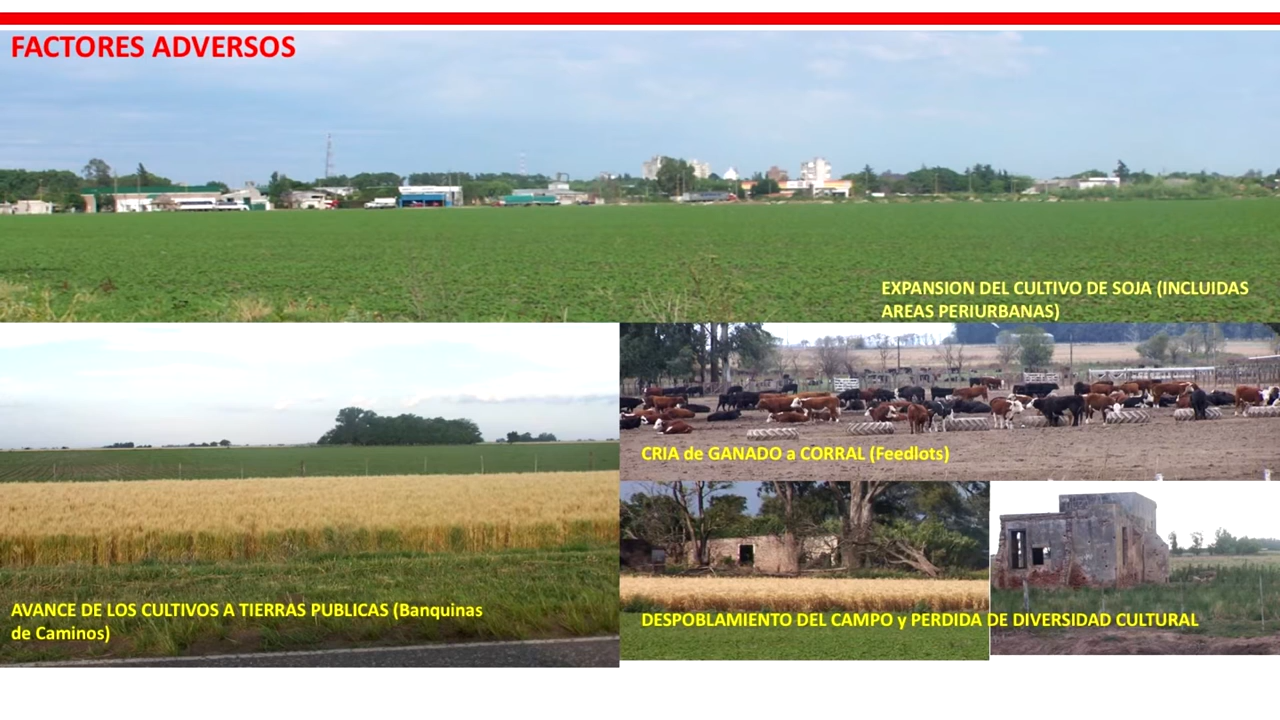 FACTORES ADVERSOS
EXPANSION DEL CULTIVO DE SOJA (INCLUIDAS
AREAS PERIURBANAS)
CRIA de GANADO a CORRAL (Feedlots)
AVANCE DE LOS CULTIVOS A TIERRAS PUBLICAS (Banquinas
de Caminos)
DESPOBLAMIENTO DEL CAMPO y PERDIDA DE DIVERSIDAD CULTURAL